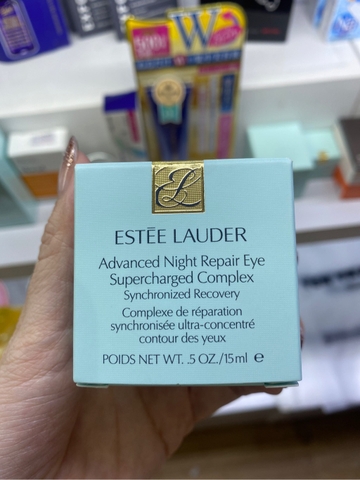 50th
W
EL
ESTĒE LAUDER
Advanced Night Repair Eye
Supercharged Complex
Synchronized Recovery
Complexe de réparation
synchronisée ultra-concentré
contour des yeux
POIDS NET WT. .5 OZ./15ml ℮